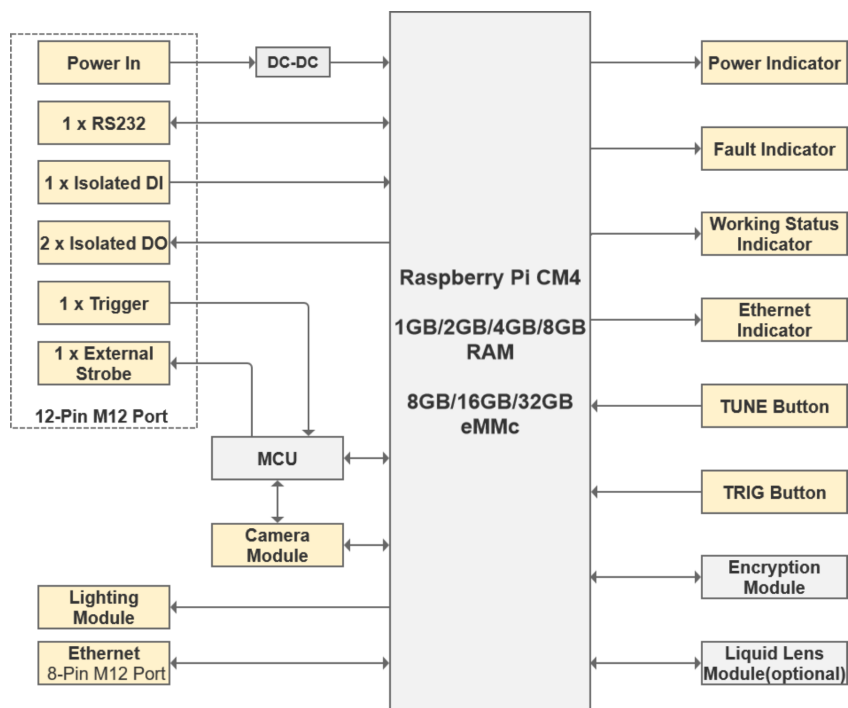 Power In
DC-DC
1 x RS232
1 x Isolated DI
2 x Isolated DO
1 x Trigger
1 x External
Strobe
12-Pin M12 Port
MCU
Camera
Module
Lighting
Module
Ethernet
8-Pin M12 Port
Raspberry Pi CM4
1GB/2GB/4GB/8GB
RAM
8GB/16GB/32GB
eMMc
Power Indicator
Fault Indicator
Working Status
Indicator
Ethernet
Indicator
TUNE Button
TRIG Button
Encryption
Module
Liquid Lens
Module(optional)